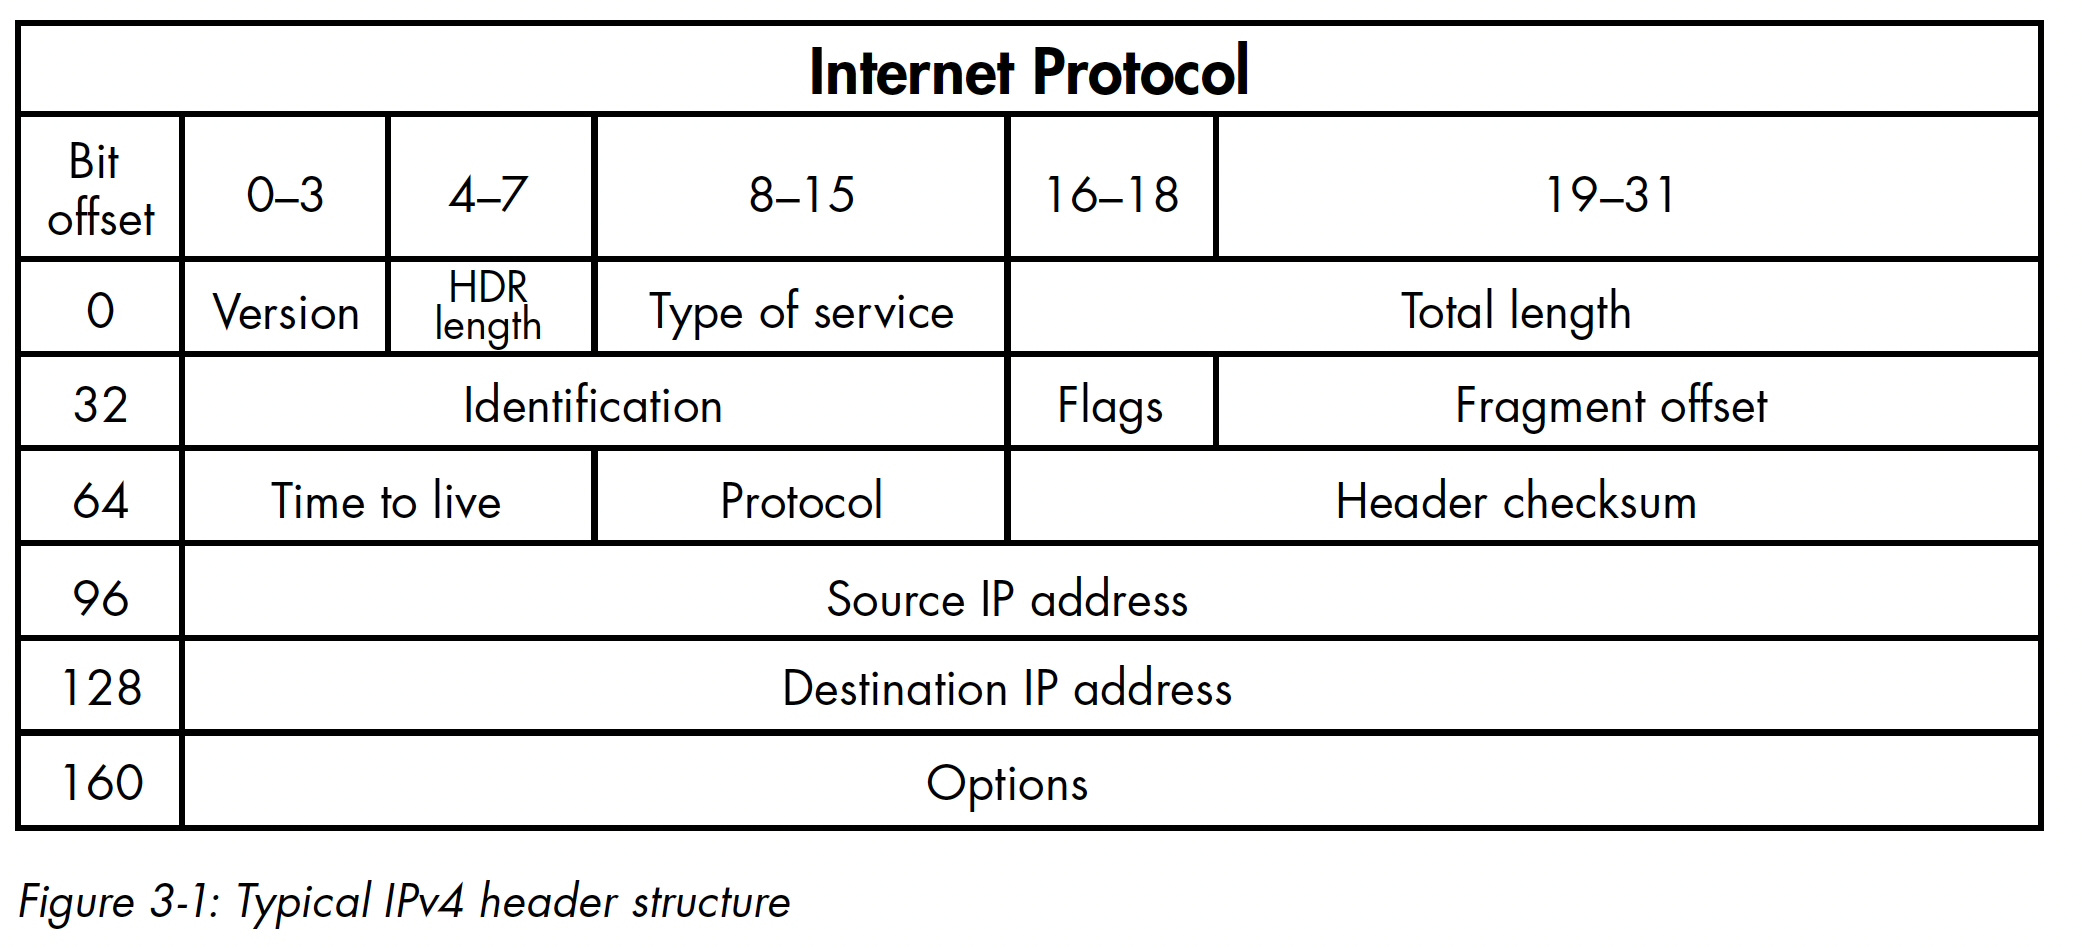 Internet Protocol
Bit offset 0–3 4–7 8–15 16–18 19–31
0 Version HDR length Type of service Total length
32 Identification Flags Fragment offset
64 Time to live Protocol Header checksum
96 Source IP address
128 Destination IP address
160 Options
Figure 3-1: Typical IPv4 header structure